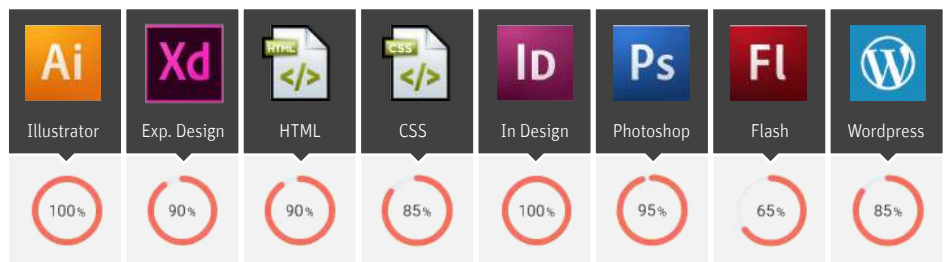 Ai Xd HTML </> CSS </> ID Ps FL W
Illustrator Exp. Design HTML CSS In Design Photoshop Flash Wordpress
100% 90% 90% 85% 100% 95% 65% 85%